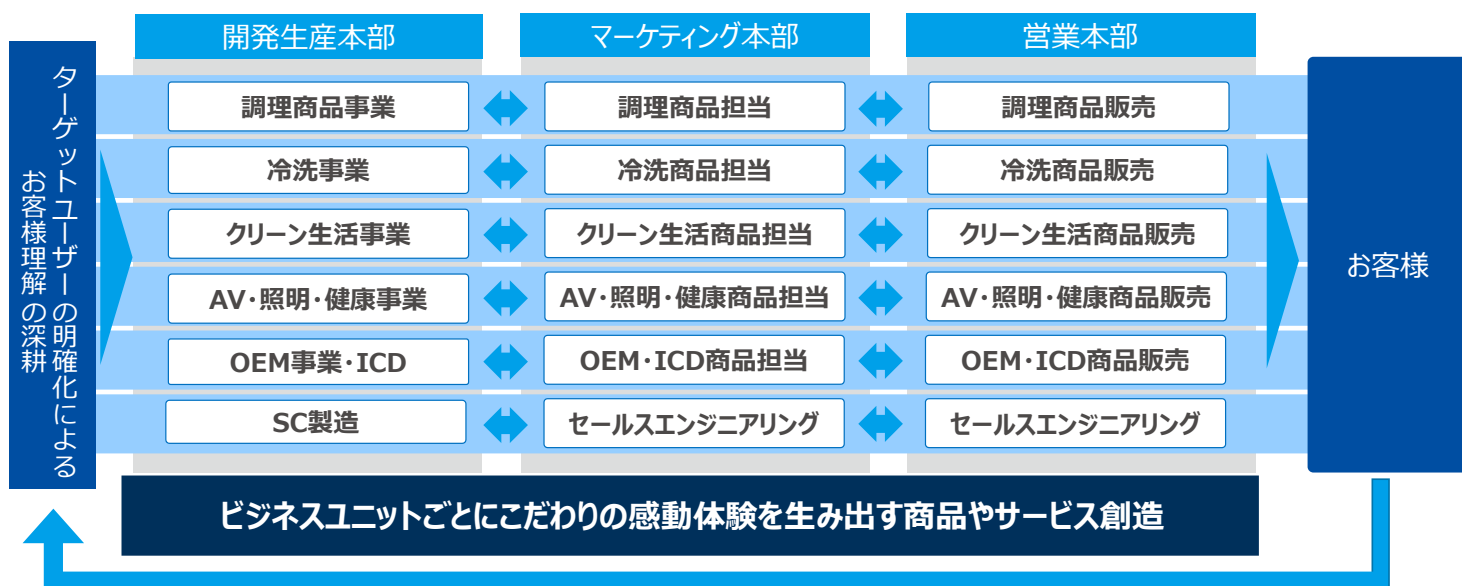 開発生産本部
マーケティング本部
営業本部
ターゲットユーザーの明確化による
お客様理解の深耕
調理商品事業
調理商品担当
調理商品販売
冷洗事業
冷洗商品担当
冷洗商品販売
クリーン生活事業
クリーン生活商品担当
クリーン生活商品販売
AV・照明・健康事業
AV・照明・健康商品担当
AV・照明・健康商品販売
OEM事業・ICD
OEM・ICD商品担当
OEM・ICD商品販売
SC製造
セールスエンジニアリング
セールスエンジニアリング
お客様
ビジネスユニットごとにこだわりの感動体験を生み出す商品やサービス創造